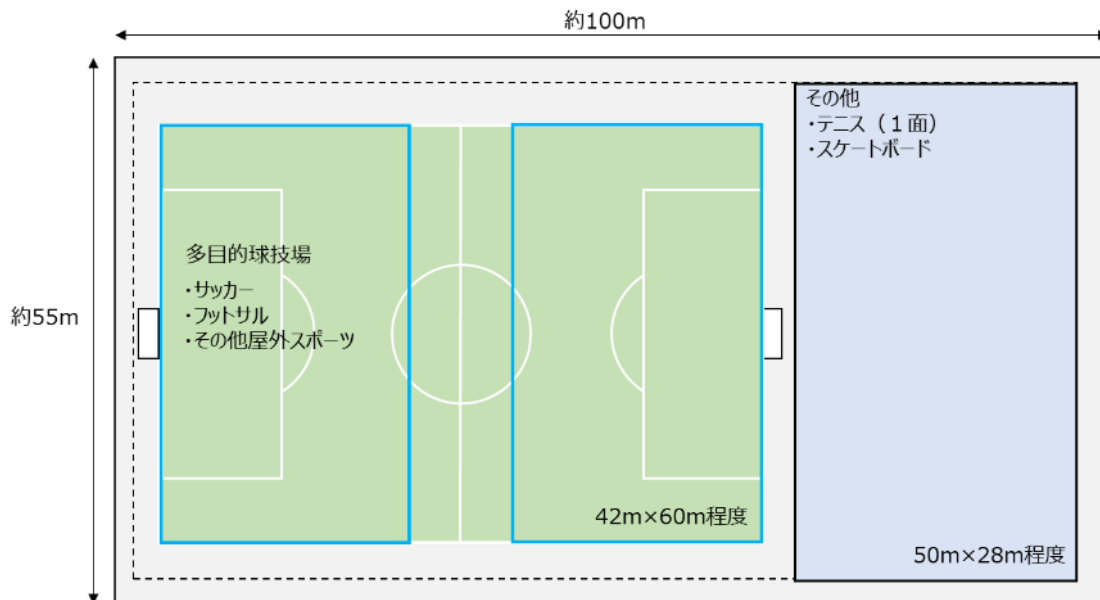 約100m
約55m
多目的球技場
・サッカー
・フットサル
・その他屋外スポーツ
42m×60m程度
その他
・テニス（１面）
・スケートボード
50m×28m程度